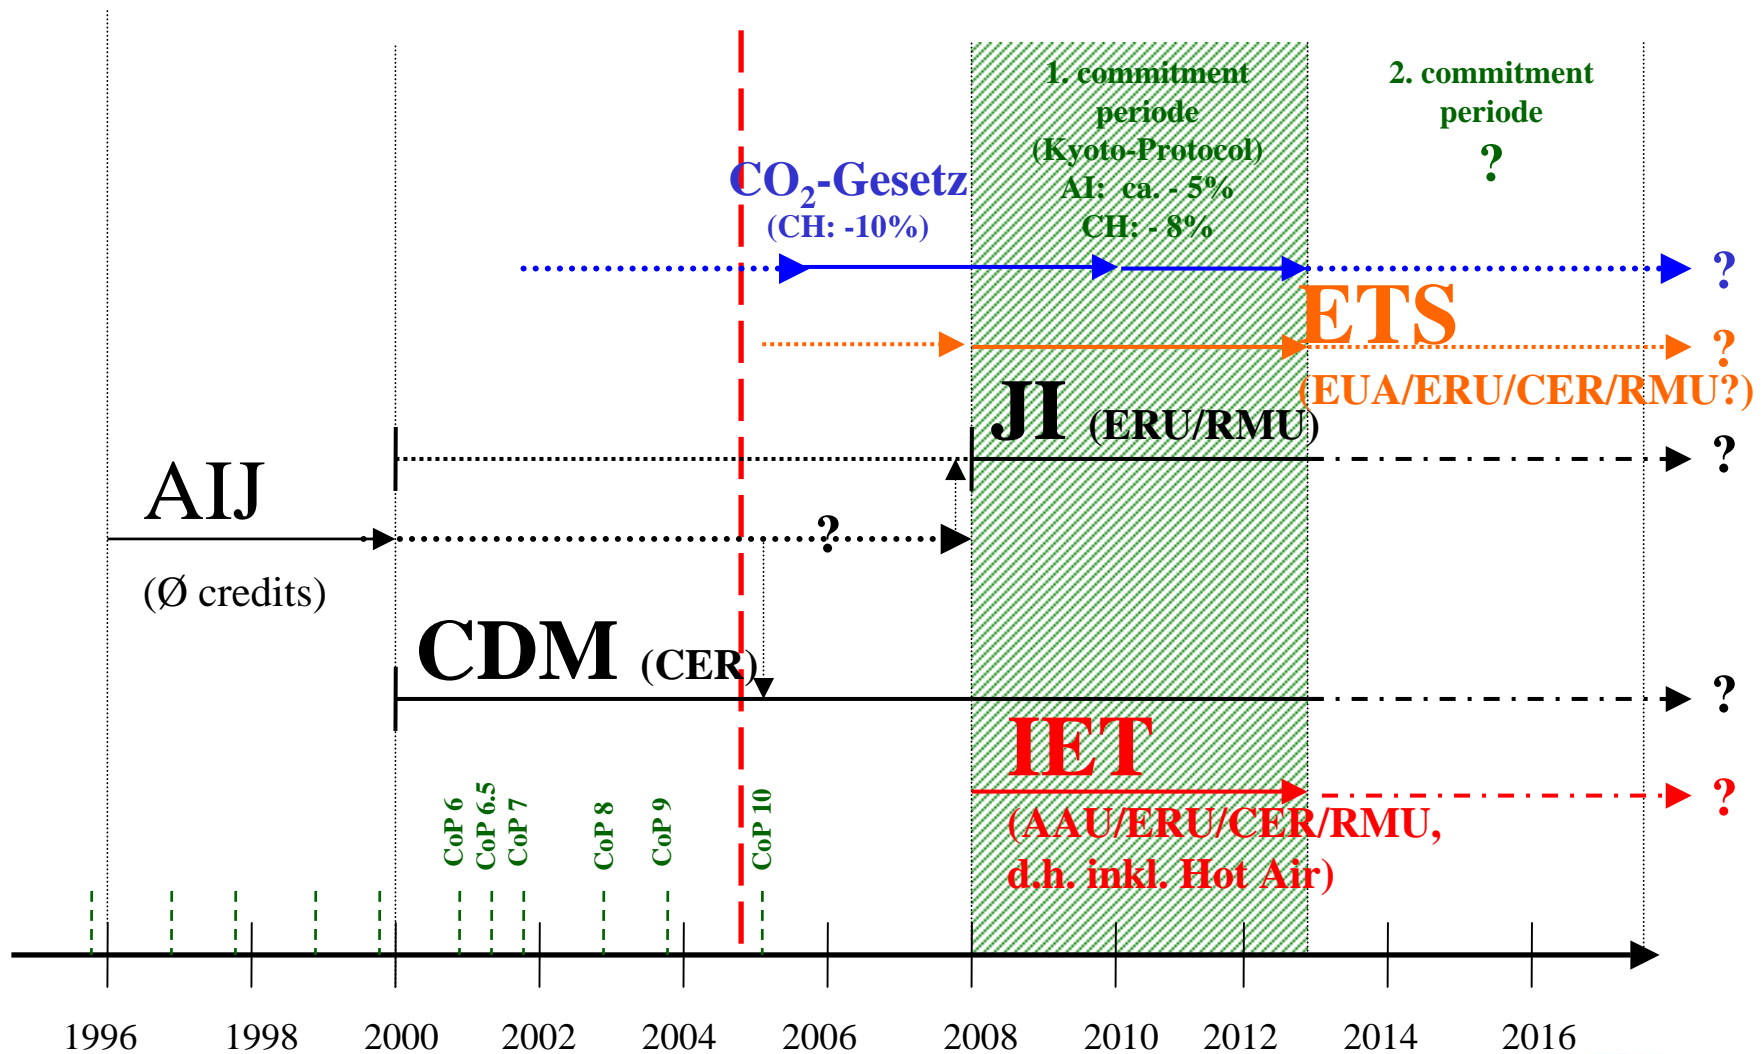 1. commitment
periode
(Kyoto-Protocol)
AI: ca. - 5%
CH: - 8%
2. commitment
periode
?
CO₂-Gesetz
(CH: -10%)
?
ETS
?
(EUA/ERU/CER/RMU?)
JI (ERU/RMU)
?
AIJ
?
(Ø credits)
CDM (CER)
?
IET
?
(AAU/ERU/CER/RMU,
d.h. inkl. Hot Air)
CoP 6
CoP 6.5
CoP 7
CoP 8
CoP 9
CoP 10
1996 1998 2000 2002 2004 2006 2008 2010 2012 2014 2016